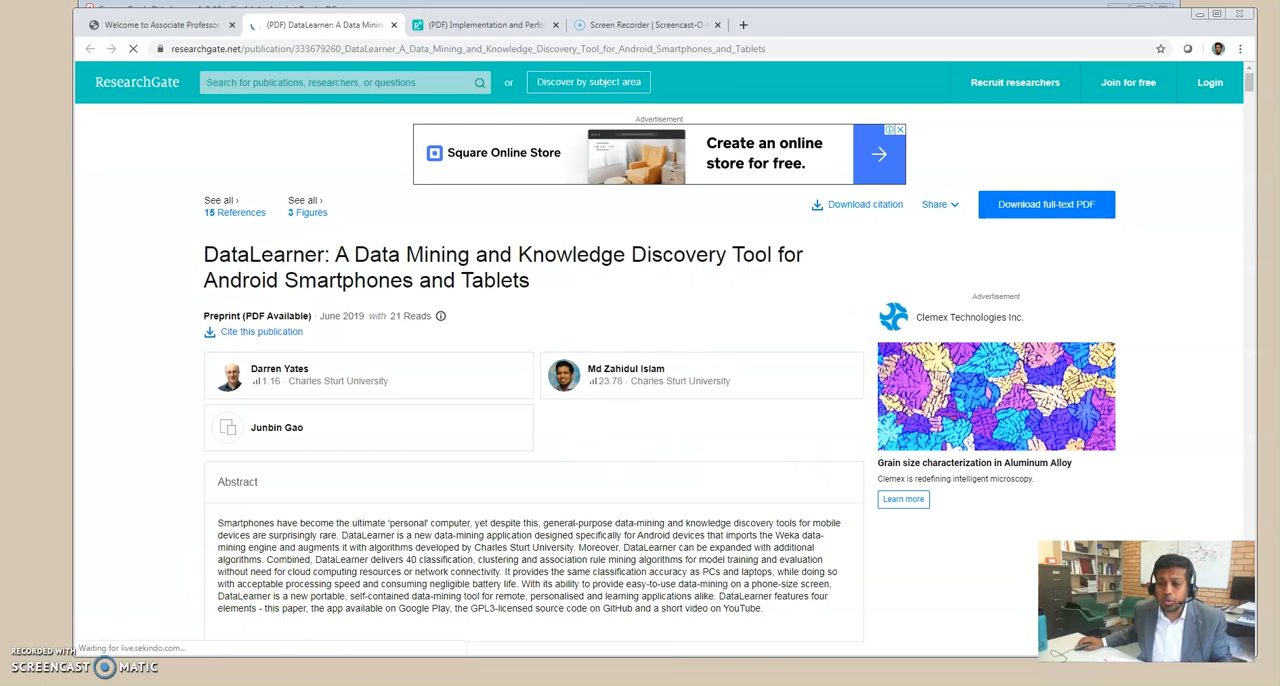 Welcome to Associate Professor
(PDF) DataLearner: A Data Minin
(PDF) Implementation and Perfo
Screen Recorder | Screencast-O-
researchgate.net/publication/333679260_DataLearner_A_Data_Mining_and_Knowledge_Discovery_Tool_for_Android_Smartphones_and_Tablets
ResearchGate
Search for publications, researchers, or questions
or
Discover by subject area
Recruit researchers
Join for free
Login
Advertisement
Square Online Store
Create an online
store for free.
See all ›
15 References
See all ›
3 Figures
Download citation
Share
Download full-text PDF
DataLearner: A Data Mining and Knowledge Discovery Tool for
Android Smartphones and Tablets
Preprint (PDF Available) · June 2019 with 21 Reads
Cite this publication
Darren Yates
1.16 · Charles Sturt University
Md Zahidul Islam
23.78 · Charles Sturt University
Junbin Gao
Advertisement
Clemex Technologies Inc.
Grain size characterization in Aluminum Alloy
Clemex is redefining intelligent microscopy.
Learn more
Abstract
Smartphones have become the ultimate 'personal' computer, yet despite this, general-purpose data-mining and knowledge discovery tools for mobile
devices are surprisingly rare. DataLearner is a new data-mining application designed specifically for Android devices that imports the Weka data-
mining engine and augments it with algorithms developed by Charles Sturt University. Moreover, DataLearner can be expanded with additional
algorithms. Combined, DataLearner delivers 40 classification, clustering and association rule mining algorithms for model training and evaluation
without need for cloud computing resources or network connectivity. It provides the same classification accuracy as PCs and laptops, while doing so
with acceptable processing speed and consuming negligible battery life. With its ability to provide easy-to-use data-mining on a phone-size screen,
DataLearner is a new portable, self-contained data-mining tool for remote, personalised and learning applications alike. DataLearner features four
elements - this paper, the app available on Google Play, the GPL3-licensed source code on GitHub and a short video on YouTube.
Waiting for live.sekindo.com...
RECORDED WITH
SCREENCAST MATIC